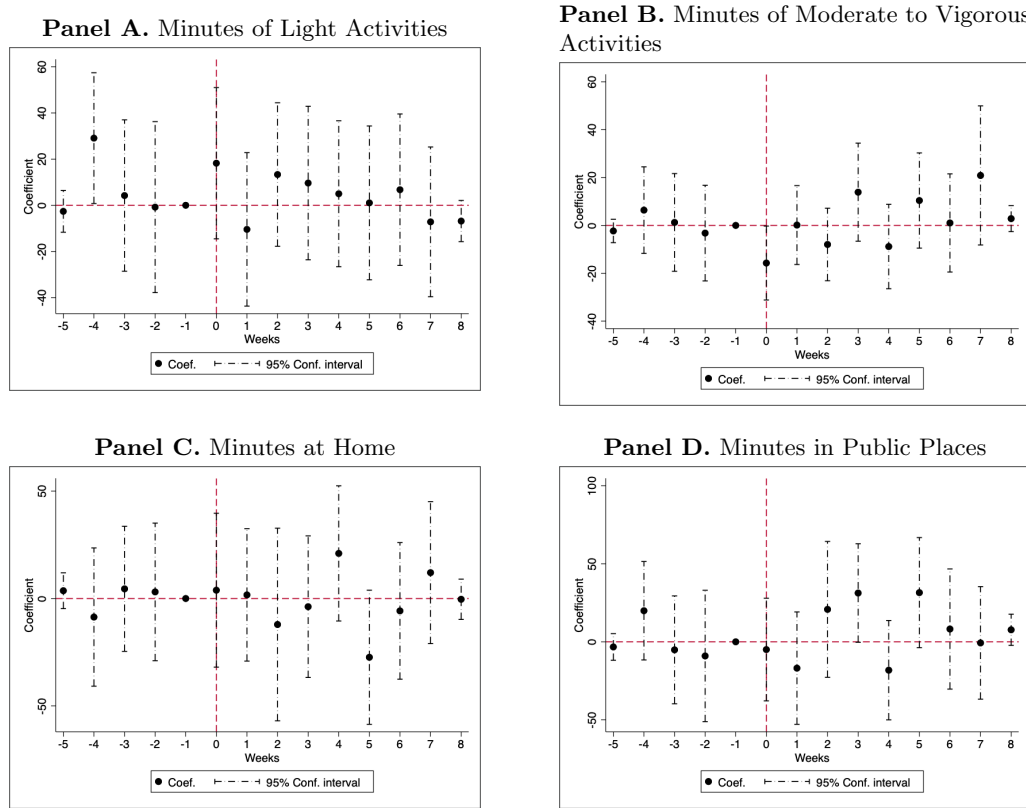 Panel A. Minutes of Light Activities
Coefficient
60
40
20
0
-20
-40
-5 -4 -3 -2 -1 0 1 2 3 4 5 6 7 8
Weeks
Coef. 95% Conf. interval
Panel B. Minutes of Moderate to Vigorous
Activities
Coefficient
60
40
20
0
-20
-40
-5 -4 -3 -2 -1 0 1 2 3 4 5 6 7 8
Weeks
Coef. 95% Conf. interval
Panel C. Minutes at Home
Coefficient
50
0
-50
-5 -4 -3 -2 -1 0 1 2 3 4 5 6 7 8
Weeks
Coef. 95% Conf. interval
Panel D. Minutes in Public Places
Coefficient
100
50
0
-50
-5 -4 -3 -2 -1 0 1 2 3 4 5 6 7 8
Weeks
Coef. 95% Conf. interval